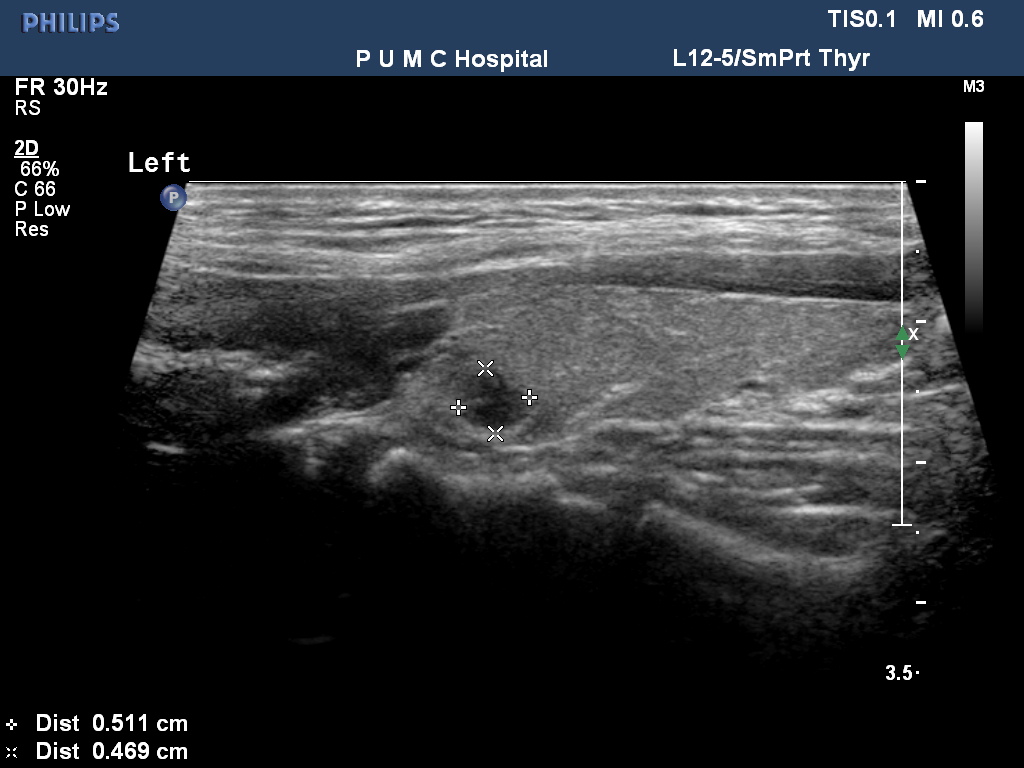 PHILIPS
TIS0.1 MI 0.6
P U M C Hospital
L12-5/SmPrt Thyr
FR 30Hz
RS
M3
2D
66%
C 66
P Low
Res
Left
P
X
3.5
Dist 0.511 cm
Dist 0.469 cm